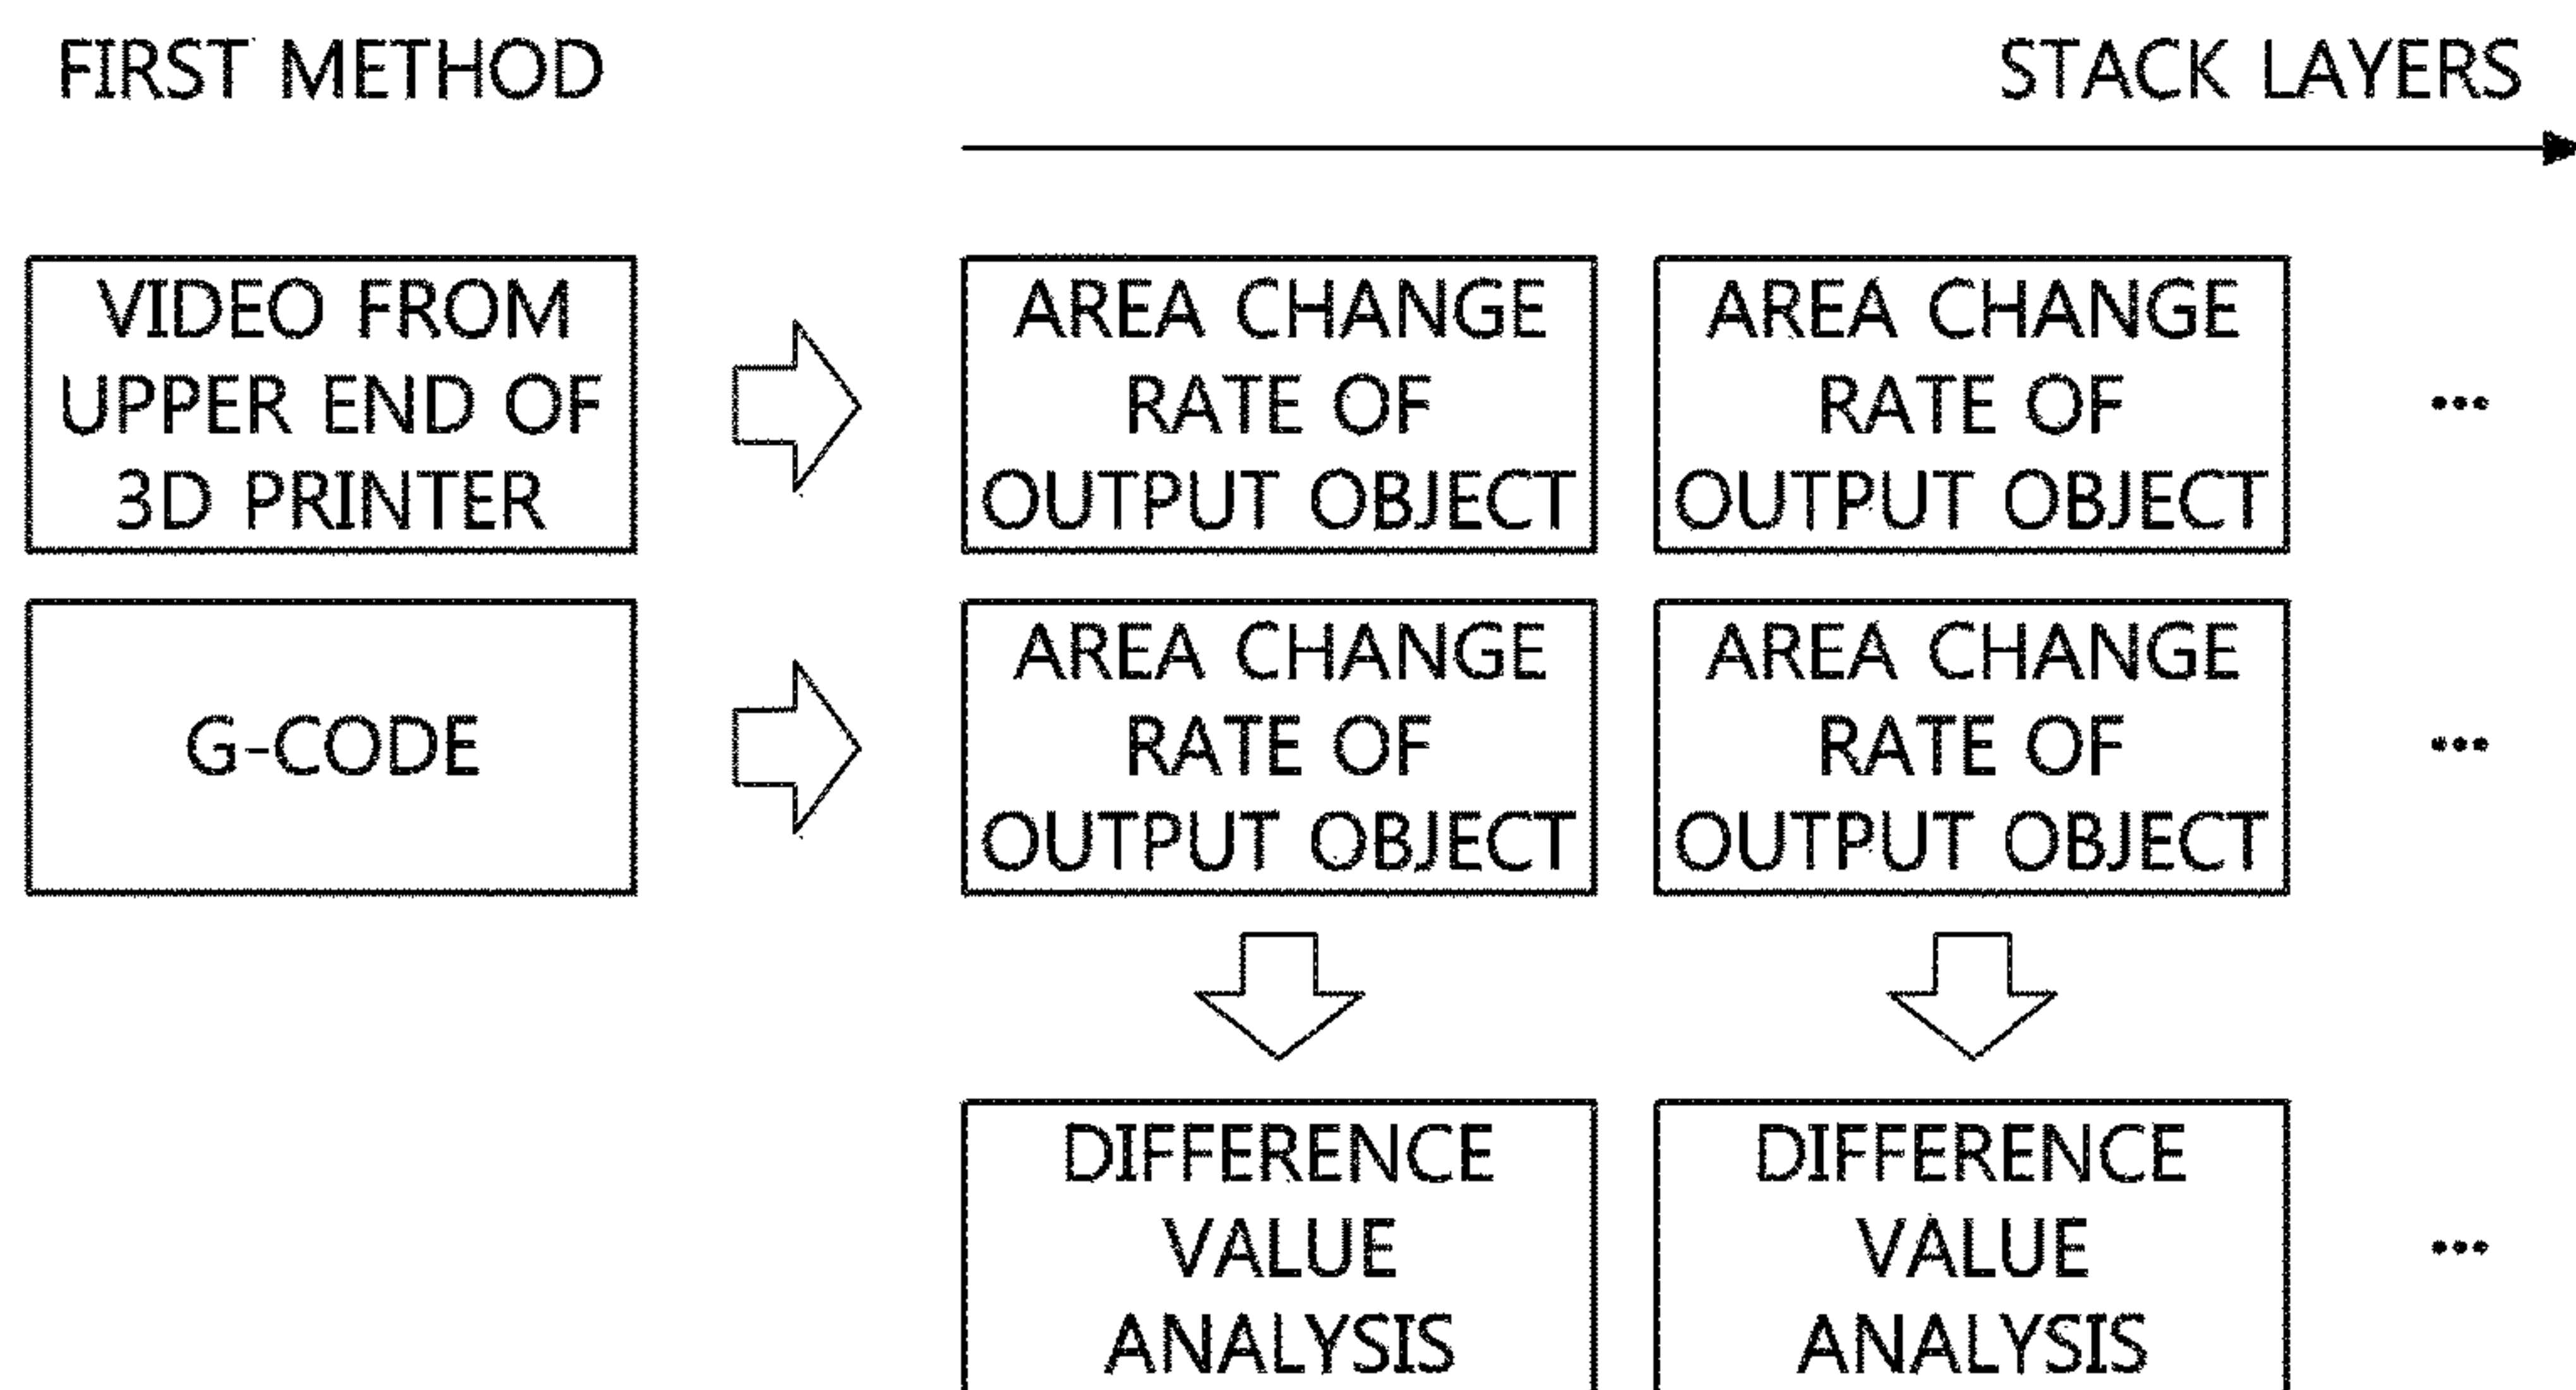 FIRST METHOD
STACK LAYERS
VIDEO FROM
UPPER END OF
3D PRINTER
AREA CHANGE
RATE OF
OUTPUT OBJECT
AREA CHANGE
RATE OF
OUTPUT OBJECT
...
G-CODE
AREA CHANGE
RATE OF
OUTPUT OBJECT
AREA CHANGE
RATE OF
OUTPUT OBJECT
...
DIFFERENCE
VALUE
ANALYSIS
DIFFERENCE
VALUE
ANALYSIS
...